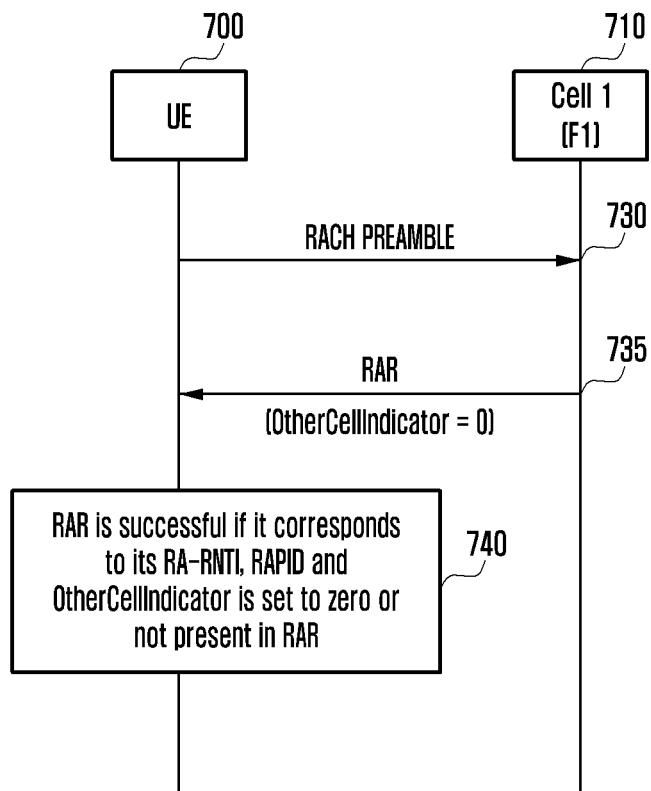 700
710
UE
Cell 1
(F1)
730
RACH PREAMBLE
735
RAR
(OtherCellIndicator = 0)
RAR is successful if it corresponds
to its RA-RNTI, RAPID and
OtherCellIndicator is set to zero or
not present in RAR
740